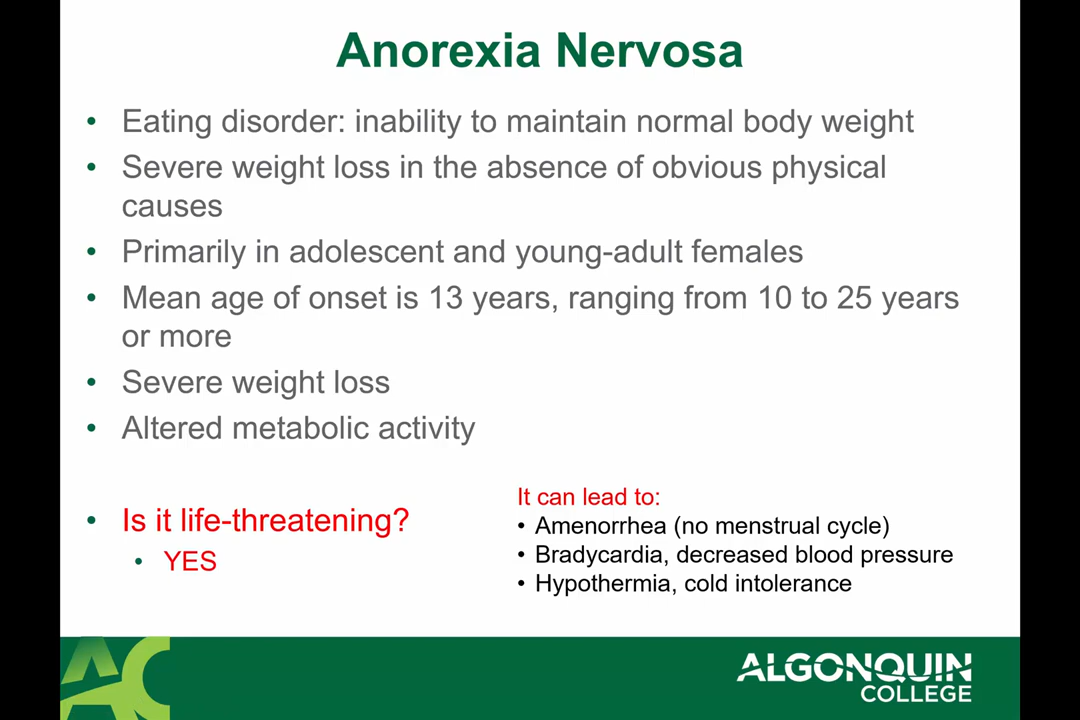 Anorexia Nervosa
• Eating disorder: inability to maintain normal body weight
• Severe weight loss in the absence of obvious physical
causes
• Primarily in adolescent and young-adult females
• Mean age of onset is 13 years, ranging from 10 to 25 years
or more
• Severe weight loss
• Altered metabolic activity
• Is it life-threatening?
• YES
It can lead to:
• Amenorrhea (no menstrual cycle)
• Bradycardia, decreased blood pressure
• Hypothermia, cold intolerance
AC
ALGONQUIN
COLLEGE